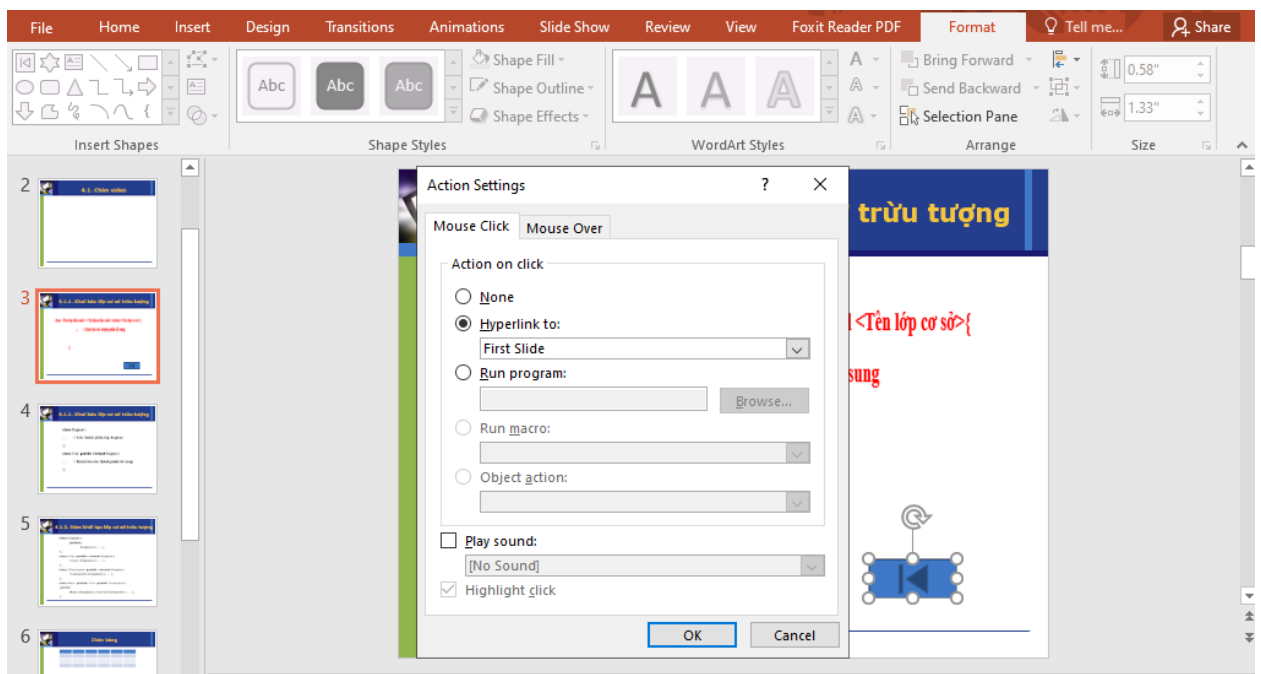 File Home Insert Design Transitions Animations Slide Show Review View Foxit Reader PDF Format Tell me... Share
Abc Abc Abc
Shape Fill
Shape Outline
Shape Effects
A A A
A
A
A
Bring Forward
Send Backward
Selection Pane
0.58"
1.33"
Insert Shapes Shape Styles WordArt Styles Arrange Size
2
4.1. Chèn video
3
4
5
6
Chèn bảng
trừu tượng
<Tên lớp cơ sở>{
sung
Action Settings ?
Mouse Click Mouse Over
Action on click
None
Hyperlink to:
First Slide
Run program:
Browse...
Run macro:
Object action:
Play sound:
[No Sound]
Highlight click
OK Cancel